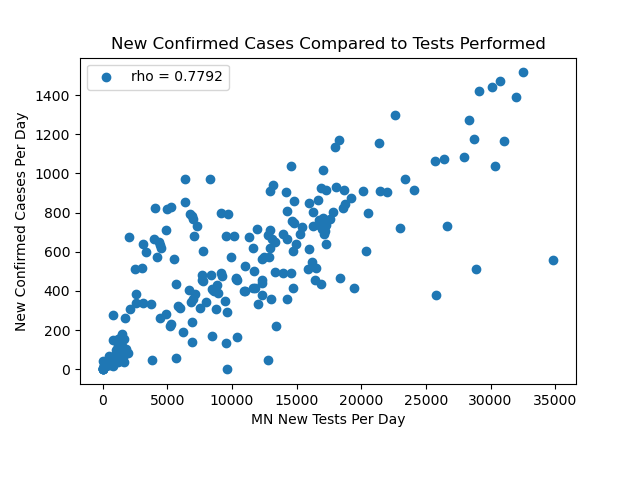 New Confirmed Cases Compared to Tests Performed
rho = 0.7792
New Confirmed Caeses Per Day
1400
1200
1000
800
600
400
200
0
0 5000 10000 15000 20000 25000 30000 35000
MN New Tests Per Day